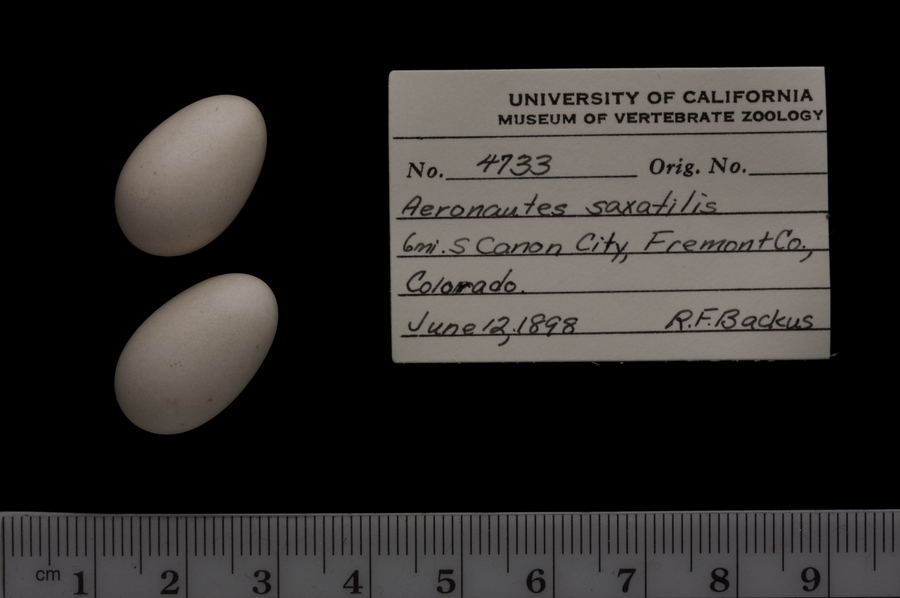 UNIVERSITY OF CALIFORNIA
MUSEUM OF VERTEBRATE ZOOLOGY
No. 4733 Orig. No.
Aeronautes saxatilis
6mi. S Canon City, Fremont Co.,
Colorado.
June 12, 1898 R.F. Backus
cm 1 2 3 4 5 6 7 8 9